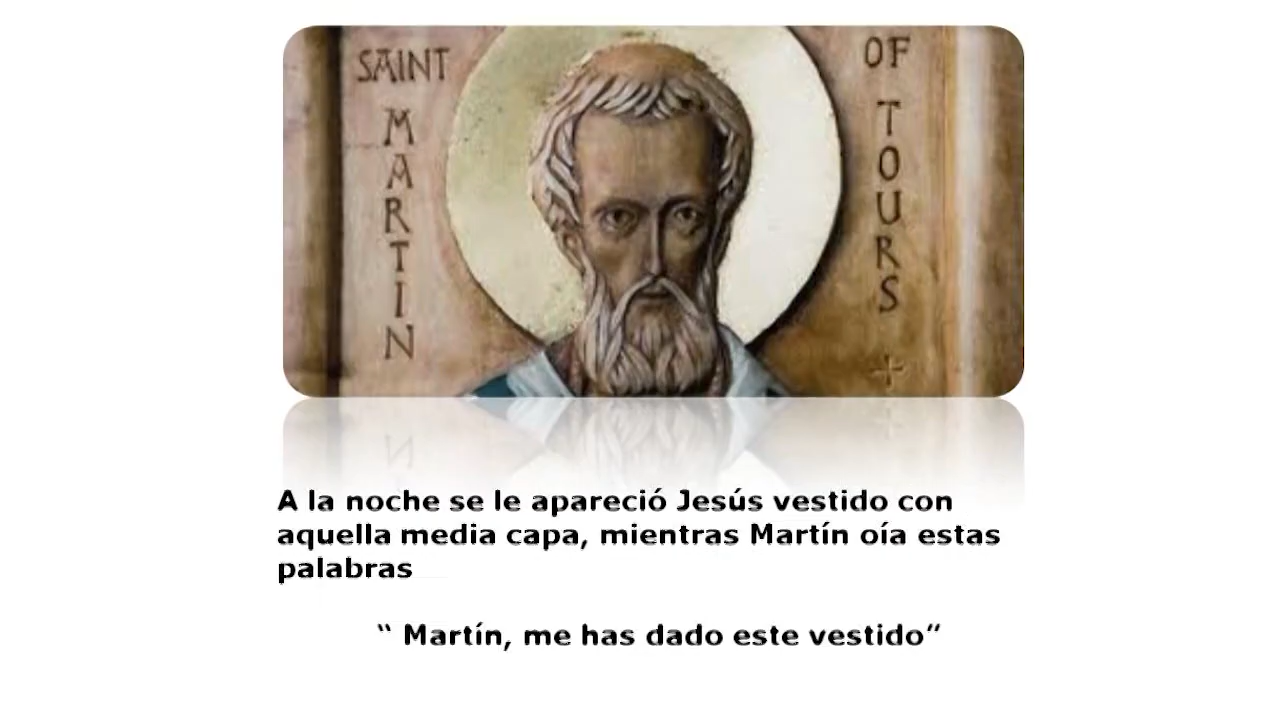 SAINT
MARTIN
OF
TOURS
A la noche se le apareció Jesús vestido con
aquella media capa, mientras Martín oía estas
palabras
“ Martín, me has dado este vestido”